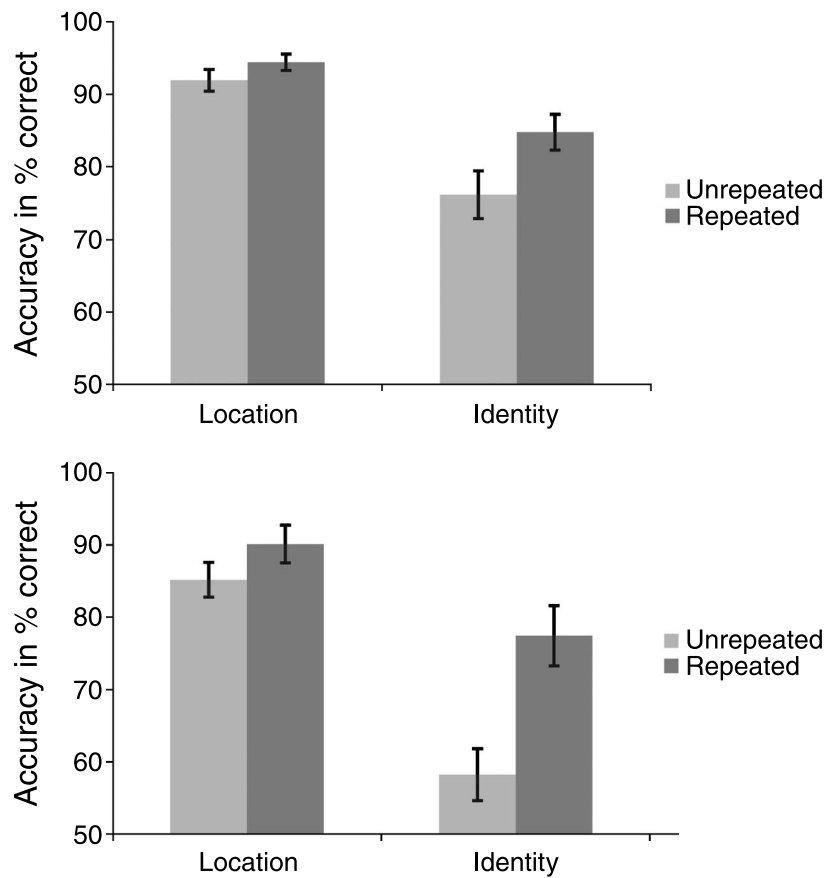 Accuracy in % correct
100
90
80
70
60
50
Location Identity
Unrepeated
Repeated
Accuracy in % correct
100
90
80
70
60
50
Location Identity
Unrepeated
Repeated